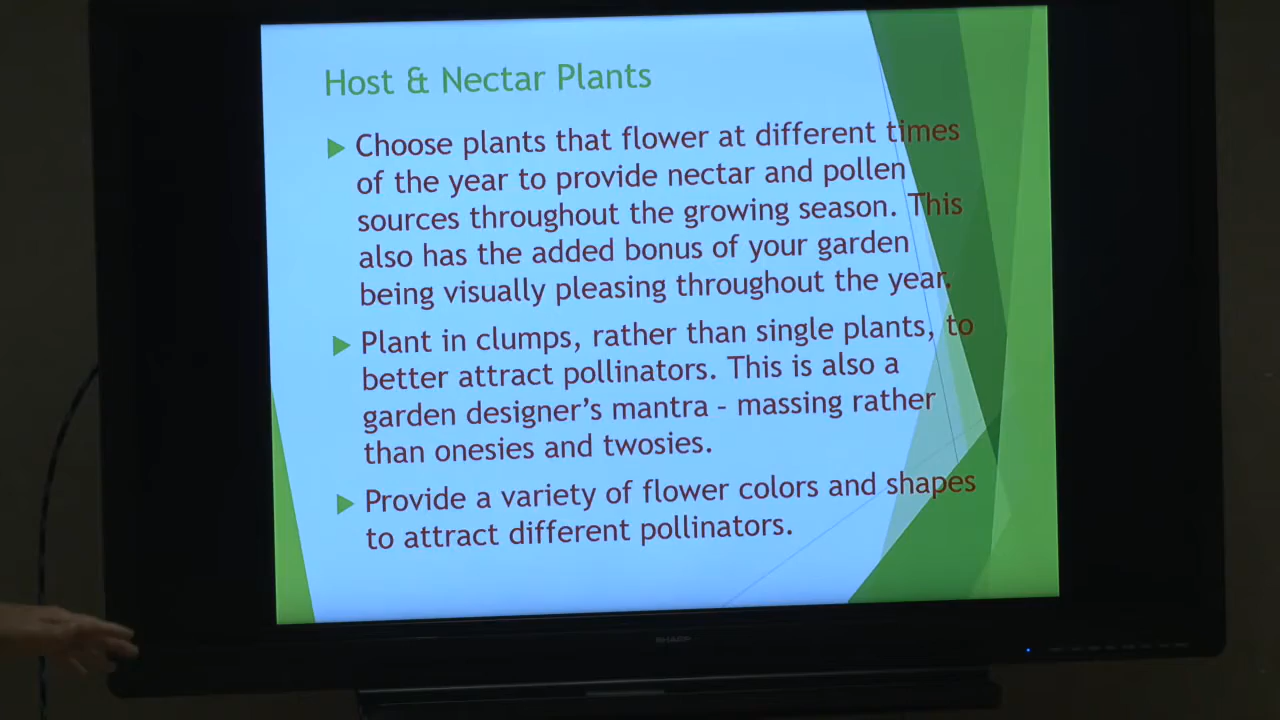 Host & Nectar Plants
Choose plants that flower at different times
of the year to provide nectar and pollen
sources throughout the growing season. This
also has the added bonus of your garden
being visually pleasing throughout the year.
Plant in clumps, rather than single plants, to
better attract pollinators. This is also a
garden designer's mantra - massing rather
than onesies and twosies.
Provide a variety of flower colors and shapes
to attract different pollinators.
SHARP